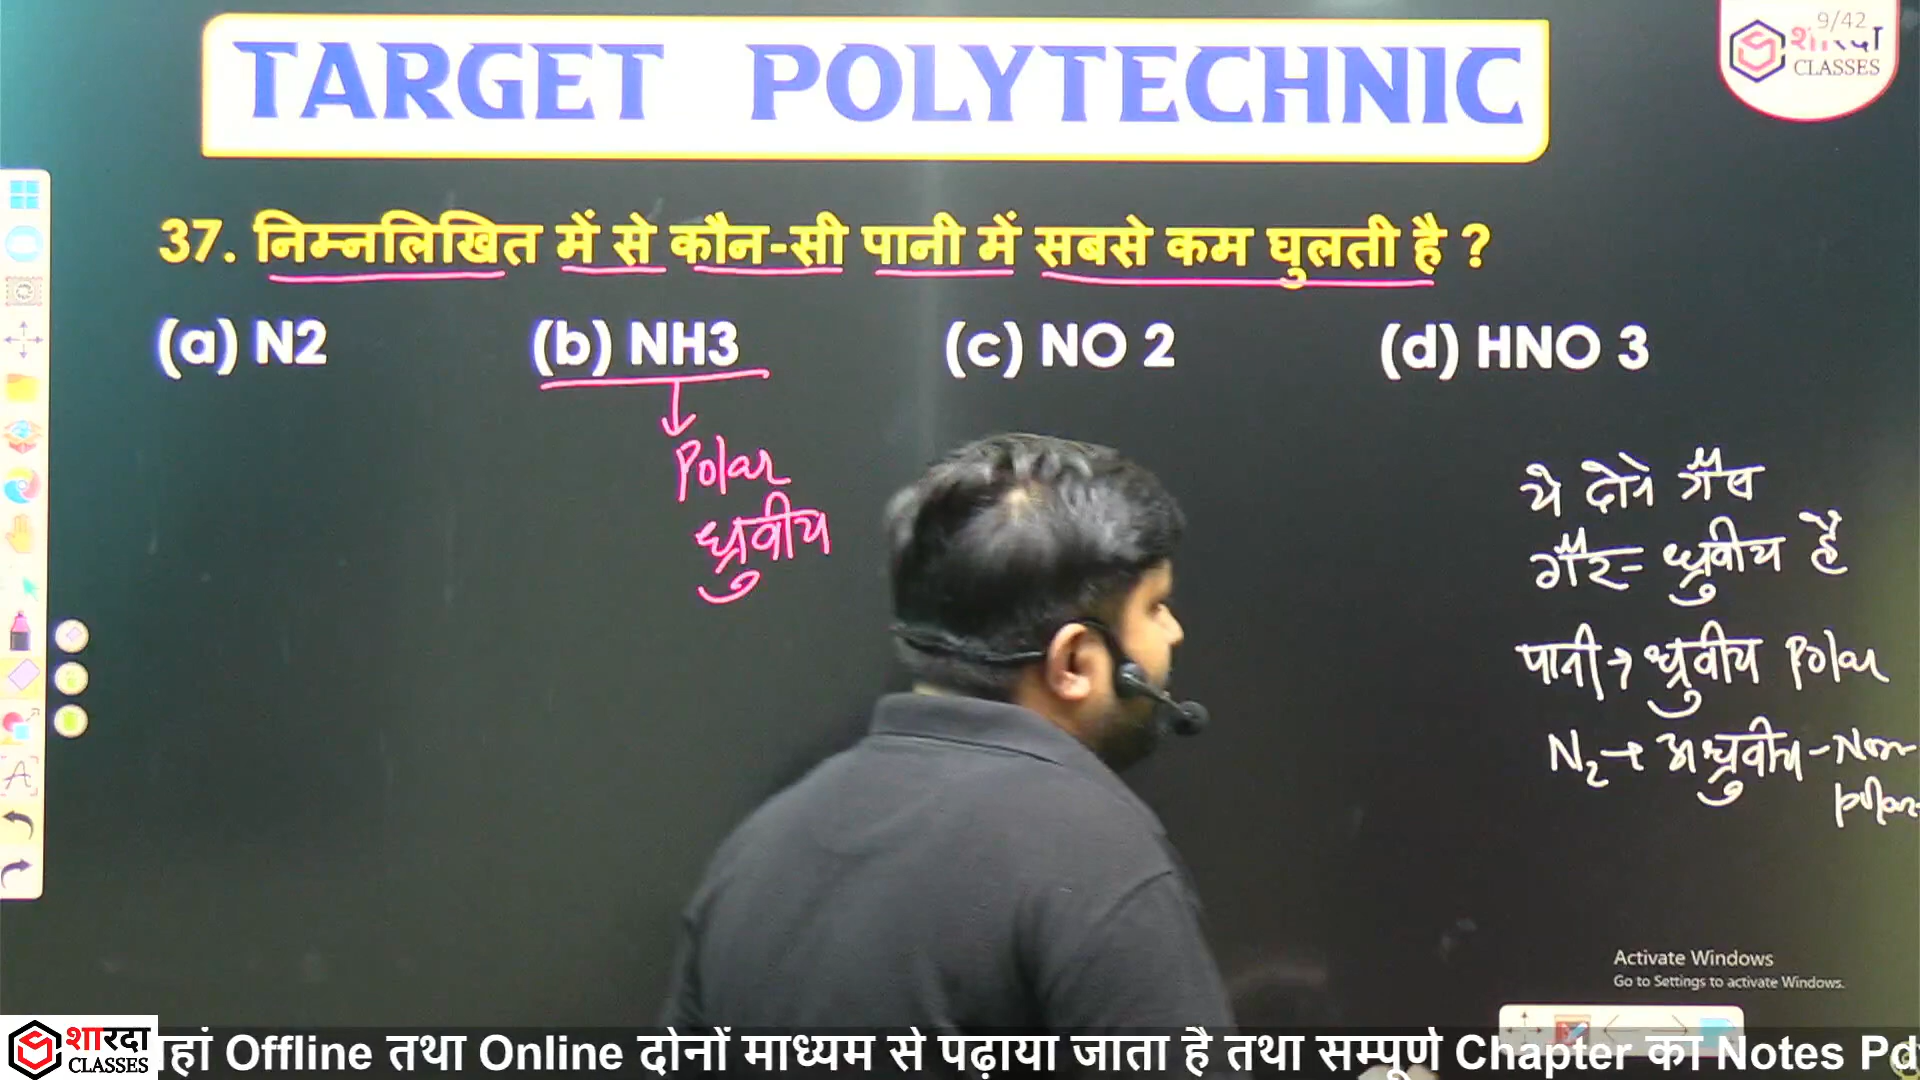 TARGET POLYTECHNIC
9/42
शारदा
CLASSES
37. निम्नलिखित में से कौन-सी पानी में सबसे कम घुलती है ?
(a) N2 (b) NH3 (c) NO 2 (d) HNO 3
Polar
ध्रुवीय
ये दोनो गैस
गैर= ध्रुवीय है
पानी→ ध्रुवीय Polar
N2→ अध्रुवीय-Non
polar
Activate Windows
Go to Settings to activate Windows.
शारदा
CLASSES
हां Offline तथा Online दोनों माध्यम से पढ़ाया जाता है तथा सम्पूर्ण Chapter का Notes Pd